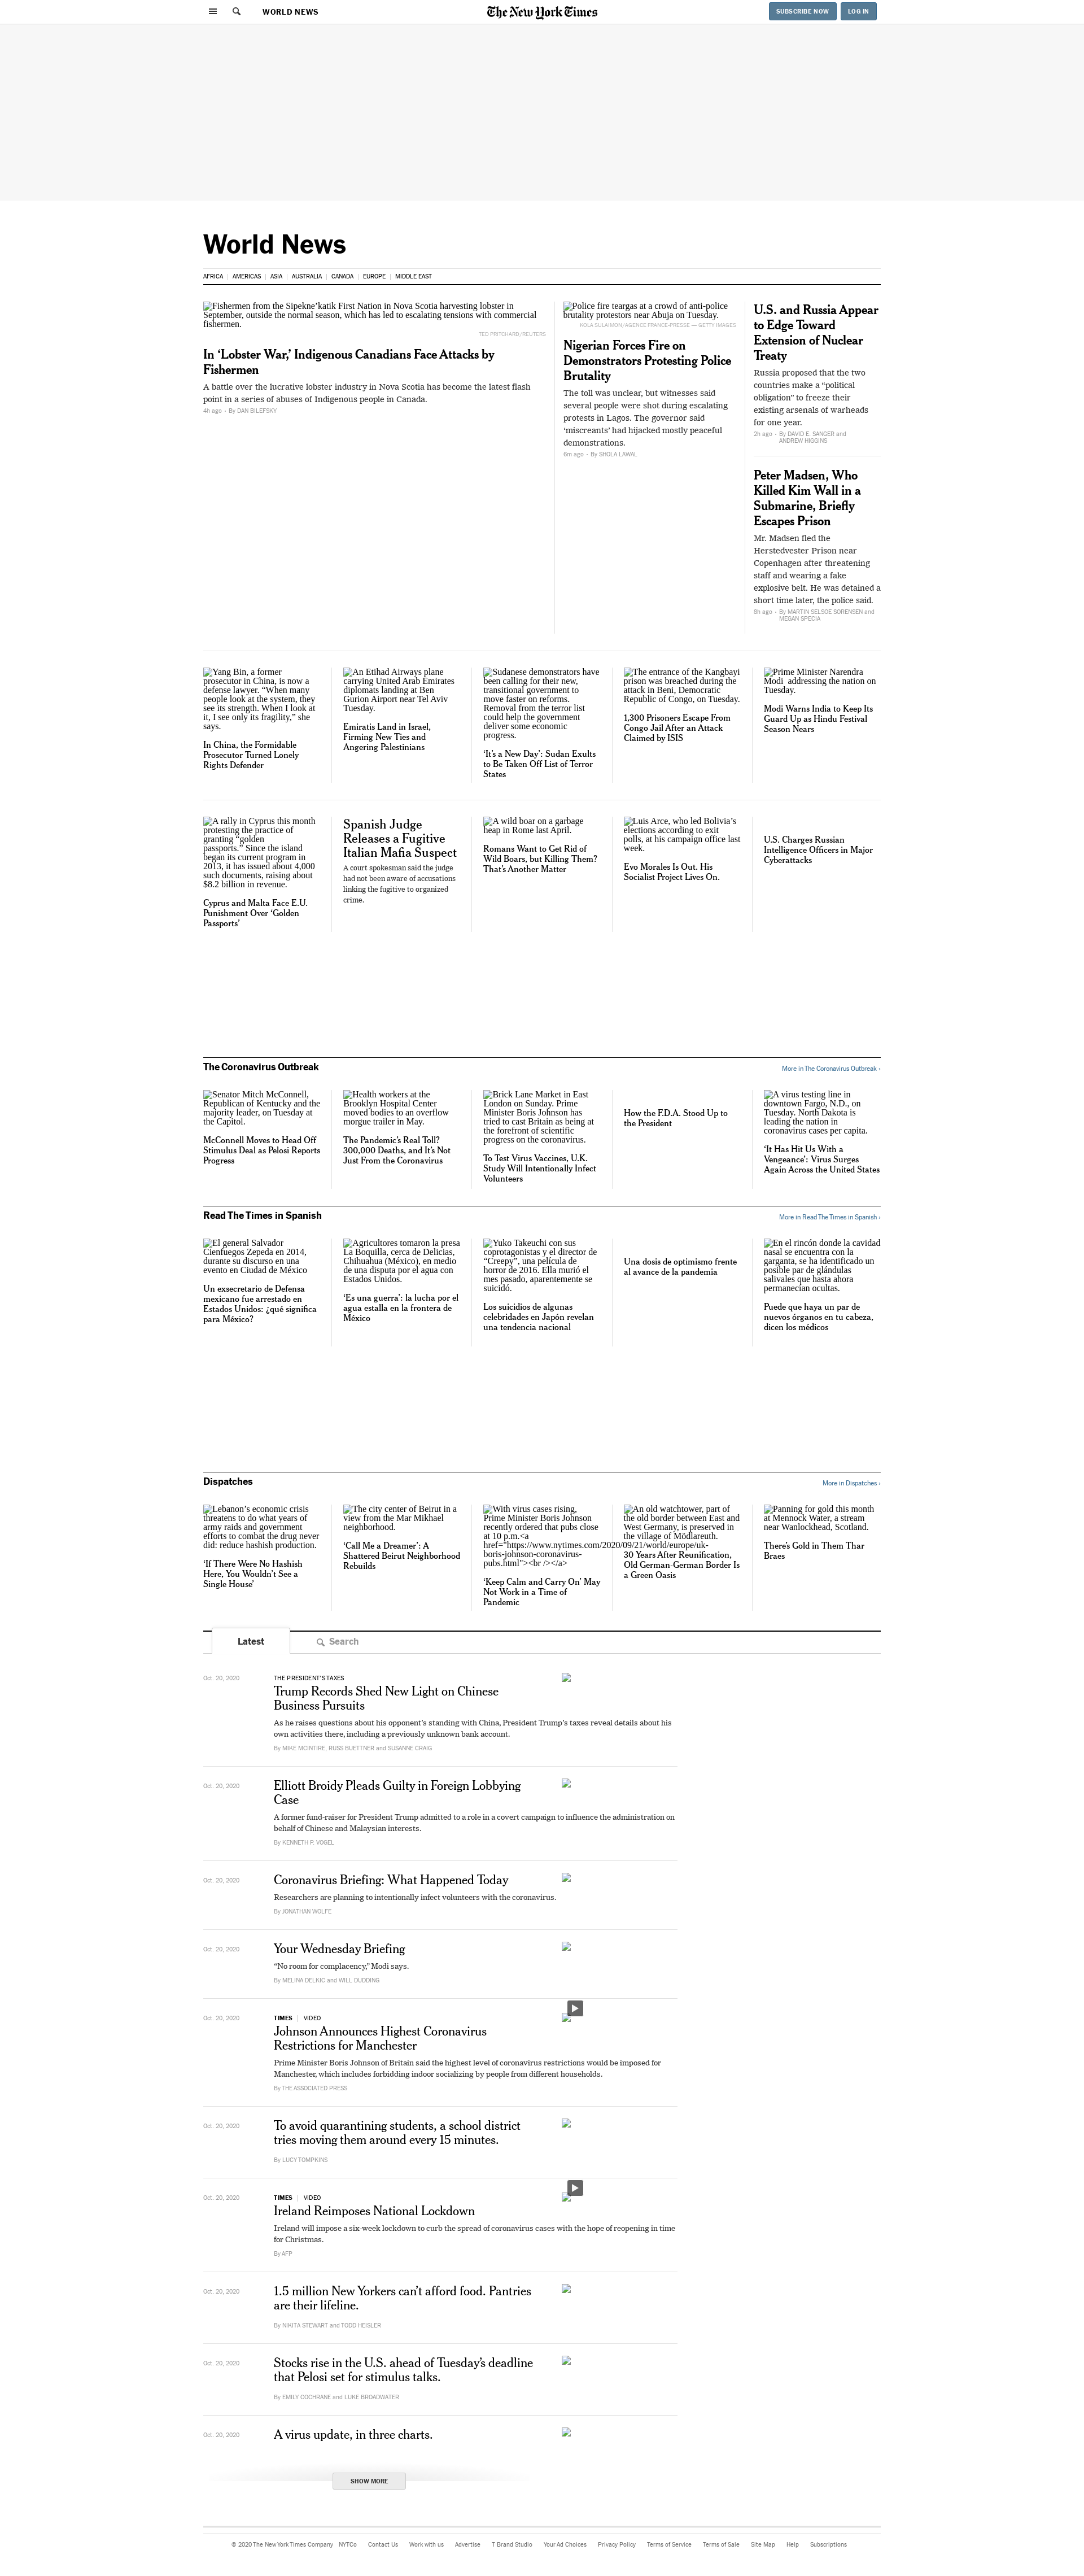 WORLD NEWS
The New York Times
SUBSCRIBE NOW
LOG IN
World News
AFRICA
AMERICAS
ASIA
AUSTRALIA
CANADA
EUROPE
MIDDLE EAST
Fishermen from the Sipekne’katik First Nation in Nova Scotia harvesting lobster in
September, outside the normal season, which has led to escalating tensions with commercial
fishermen.
TED PRITCHARD/REUTERS
In ‘Lobster War,’ Indigenous Canadians Face Attacks by
Fishermen
A battle over the lucrative lobster industry in Nova Scotia has become the latest flash
point in a series of abuses of Indigenous people in Canada.
4h ago · By DAN BILEFSKY
Police fire teargas at a crowd of anti-police
brutality protestors near Abuja on Tuesday.
KOLA SULAIMON/AGENCE FRANCE-PRESSE — GETTY IMAGES
Nigerian Forces Fire on
Demonstrators Protesting Police
Brutality
The toll was unclear, but witnesses said
several people were shot during escalating
protests in Lagos. The governor said
‘miscreants’ had hijacked mostly peaceful
demonstrations.
6m ago · By SHOLA LAWAL
U.S. and Russia Appear
to Edge Toward
Extension of Nuclear
Treaty
Russia proposed that the two
countries make a “political
obligation” to freeze their
existing arsenals of warheads
for one year.
2h ago · By DAVID E. SANGER and
ANDREW HIGGINS
Peter Madsen, Who
Killed Kim Wall in a
Submarine, Briefly
Escapes Prison
Mr. Madsen fled the
Herstedvester Prison near
Copenhagen after threatening
staff and wearing a fake
explosive belt. He was detained a
short time later, the police said.
8h ago · By MARTIN SELSOE SORENSEN and
MEGAN SPECIA
Yang Bin, a former
prosecutor in China, is now a
defense lawyer. “When many
people look at the system, they
see its strength. When I look at
it, I see only its fragility,” she
says.
In China, the Formidable
Prosecutor Turned Lonely
Rights Defender
An Etihad Airways plane
carrying United Arab Emirates
diplomats landing at Ben
Gurion Airport near Tel Aviv
Tuesday.
Emiratis Land in Israel,
Firming New Ties and
Angering Palestinians
Sudanese demonstrators have
been calling for their new,
transitional government to
move faster on reforms.
Removal from the terror list
could help the government
deliver some economic
progress.
‘It’s a New Day’: Sudan Exults
to Be Taken Off List of Terror
States
The entrance of the Kangbayi
prison was breached during the
attack in Beni, Democratic
Republic of Congo, on Tuesday.
1,300 Prisoners Escape From
Congo Jail After an Attack
Claimed by ISIS
Prime Minister Narendra
Modi addressing the nation on
Tuesday.
Modi Warns India to Keep Its
Guard Up as Hindu Festival
Season Nears
A rally in Cyprus this month
protesting the practice of
granting “golden
passports.” Since the island
began its current program in
2013, it has issued about 4,000
such documents, raising about
$8.2 billion in revenue.
Cyprus and Malta Face E.U.
Punishment Over ‘Golden
Passports’
Spanish Judge
Releases a Fugitive
Italian Mafia Suspect
A court spokesman said the judge
had not been aware of accusations
linking the fugitive to organized
crime.
A wild boar on a garbage
heap in Rome last April.
Romans Want to Get Rid of
Wild Boars, but Killing Them?
That’s Another Matter
Luis Arce, who led Bolivia’s
elections according to exit
polls, at his campaign office last
week.
Evo Morales Is Out. His
Socialist Project Lives On.
U.S. Charges Russian
Intelligence Officers in Major
Cyberattacks
The Coronavirus Outbreak
More in The Coronavirus Outbreak ›
Senator Mitch McConnell,
Republican of Kentucky and the
majority leader, on Tuesday at
the Capitol.
McConnell Moves to Head Off
Stimulus Deal as Pelosi Reports
Progress
Health workers at the
Brooklyn Hospital Center
moved bodies to an overflow
morgue trailer in May.
The Pandemic’s Real Toll?
300,000 Deaths, and It’s Not
Just From the Coronavirus
Brick Lane Market in East
London on Sunday. Prime
Minister Boris Johnson has
tried to cast Britain as being at
the forefront of scientific
progress on the coronavirus.
To Test Virus Vaccines, U.K.
Study Will Intentionally Infect
Volunteers
How the F.D.A. Stood Up to
the President
A virus testing line in
downtown Fargo, N.D., on
Tuesday. North Dakota is
leading the nation in
coronavirus cases per capita.
‘It Has Hit Us With a
Vengeance’: Virus Surges
Again Across the United States
Read The Times in Spanish
More in Read The Times in Spanish ›
El general Salvador
Cienfuegos Zepeda en 2014,
durante su discurso en una
evento en Ciudad de México
Un exsecretario de Defensa
mexicano fue arrestado en
Estados Unidos: ¿qué significa
para México?
Agricultores tomaron la presa
La Boquilla, cerca de Delicias,
Chihuahua (México), en medio
de una disputa por el agua con
Estados Unidos.
‘Es una guerra’: la lucha por el
agua estalla en la frontera de
México
Yuko Takeuchi con sus
coprotagonistas y el director de
“Creepy”, una película de
horror de 2016. Ella murió el
mes pasado, aparentemente se
suicidó.
Los suicidios de algunas
celebridades en Japón revelan
una tendencia nacional
Una dosis de optimismo frente
al avance de la pandemia
En el rincón donde la cavidad
nasal se encuentra con la
garganta, se ha identificado un
posible par de glándulas
salivales que hasta ahora
permanecian ocultas.
Puede que haya un par de
nuevos órganos en tu cabeza,
dicen los médicos
Dispatches
More in Dispatches ›
Lebanon’s economic crisis
threatens to do what years of
army raids and government
efforts to combat the drug never
did: reduce hashish production.
‘If There Were No Hashish
Here, You Wouldn’t See a
Single House’
The city center of Beirut in a
view from the Mar Mikhael
neighborhood.
‘Call Me a Dreamer’: A
Shattered Beirut Neighborhood
Rebuilds
With virus cases rising,
Prime Minister Boris Johnson
recently ordered that pubs close
at 10 p.m.<a
href="https://www.nytimes.com/2020/09/21/world/europe/uk-
boris-johnson-coronavirus-
pubs.html"><br /></a>
‘Keep Calm and Carry On’ May
Not Work in a Time of
Pandemic
An old watchtower, part of
the old border between East and
West Germany, is preserved in
the village of Mödlareuth.
30 Years After Reunification,
Old German-German Border Is
a Green Oasis
Panning for gold this month
at Mennock Water, a stream
near Wanlockhead, Scotland.
There’s Gold in Them Thar
Braes
Latest
Search
Oct. 20, 2020
THE PRESIDENT’S TAXES
Trump Records Shed New Light on Chinese
Business Pursuits
As he raises questions about his opponent’s standing with China, President Trump’s taxes reveal details about his
own activities there, including a previously unknown bank account.
By MIKE MCINTIRE, RUSS BUETTNER and SUSANNE CRAIG
Oct. 20, 2020
Elliott Broidy Pleads Guilty in Foreign Lobbying
Case
A former fund-raiser for President Trump admitted to a role in a covert campaign to influence the administration on
behalf of Chinese and Malaysian interests.
By KENNETH P. VOGEL
Oct. 20, 2020
Coronavirus Briefing: What Happened Today
Researchers are planning to intentionally infect volunteers with the coronavirus.
By JONATHAN WOLFE
Oct. 20, 2020
Your Wednesday Briefing
“No room for complacency,” Modi says.
By MELINA DELKIC and WILL DUDDING
Oct. 20, 2020
TIMES | VIDEO
Johnson Announces Highest Coronavirus
Restrictions for Manchester
Prime Minister Boris Johnson of Britain said the highest level of coronavirus restrictions would be imposed for
Manchester, which includes forbidding indoor socializing by people from different households.
By THE ASSOCIATED PRESS
Oct. 20, 2020
To avoid quarantining students, a school district
tries moving them around every 15 minutes.
By LUCY TOMPKINS
Oct. 20, 2020
TIMES | VIDEO
Ireland Reimposes National Lockdown
Ireland will impose a six-week lockdown to curb the spread of coronavirus cases with the hope of reopening in time
for Christmas.
By AFP
Oct. 20, 2020
1.5 million New Yorkers can’t afford food. Pantries
are their lifeline.
By NIKITA STEWART and TODD HEISLER
Oct. 20, 2020
Stocks rise in the U.S. ahead of Tuesday’s deadline
that Pelosi set for stimulus talks.
By EMILY COCHRANE and LUKE BROADWATER
Oct. 20, 2020
A virus update, in three charts.
SHOW MORE
© 2020 The New York Times Company
NYTCo
Contact Us
Work with us
Advertise
T Brand Studio
Your Ad Choices
Privacy Policy
Terms of Service
Terms of Sale
Site Map
Help
Subscriptions